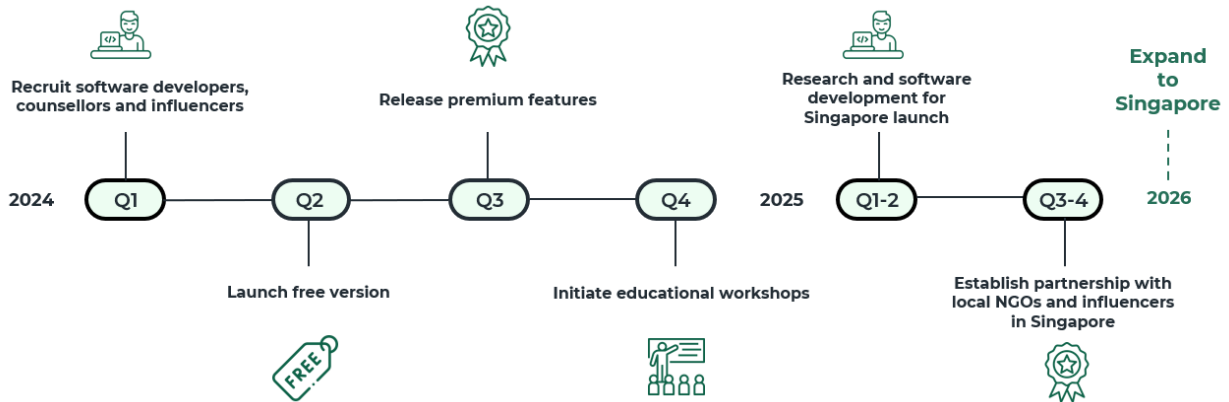 Recruit software developers,
counsellors and influencers
Release premium features
Research and software
development for
Singapore launch
Expand
to
Singapore
</>
</>
2024
Q1
Q2
Q3
Q4
2025
Q1-2
Q3-4
2026
Launch free version
Initiate educational workshops
Establish partnership with
local NGOs and influencers
in Singapore
FREE